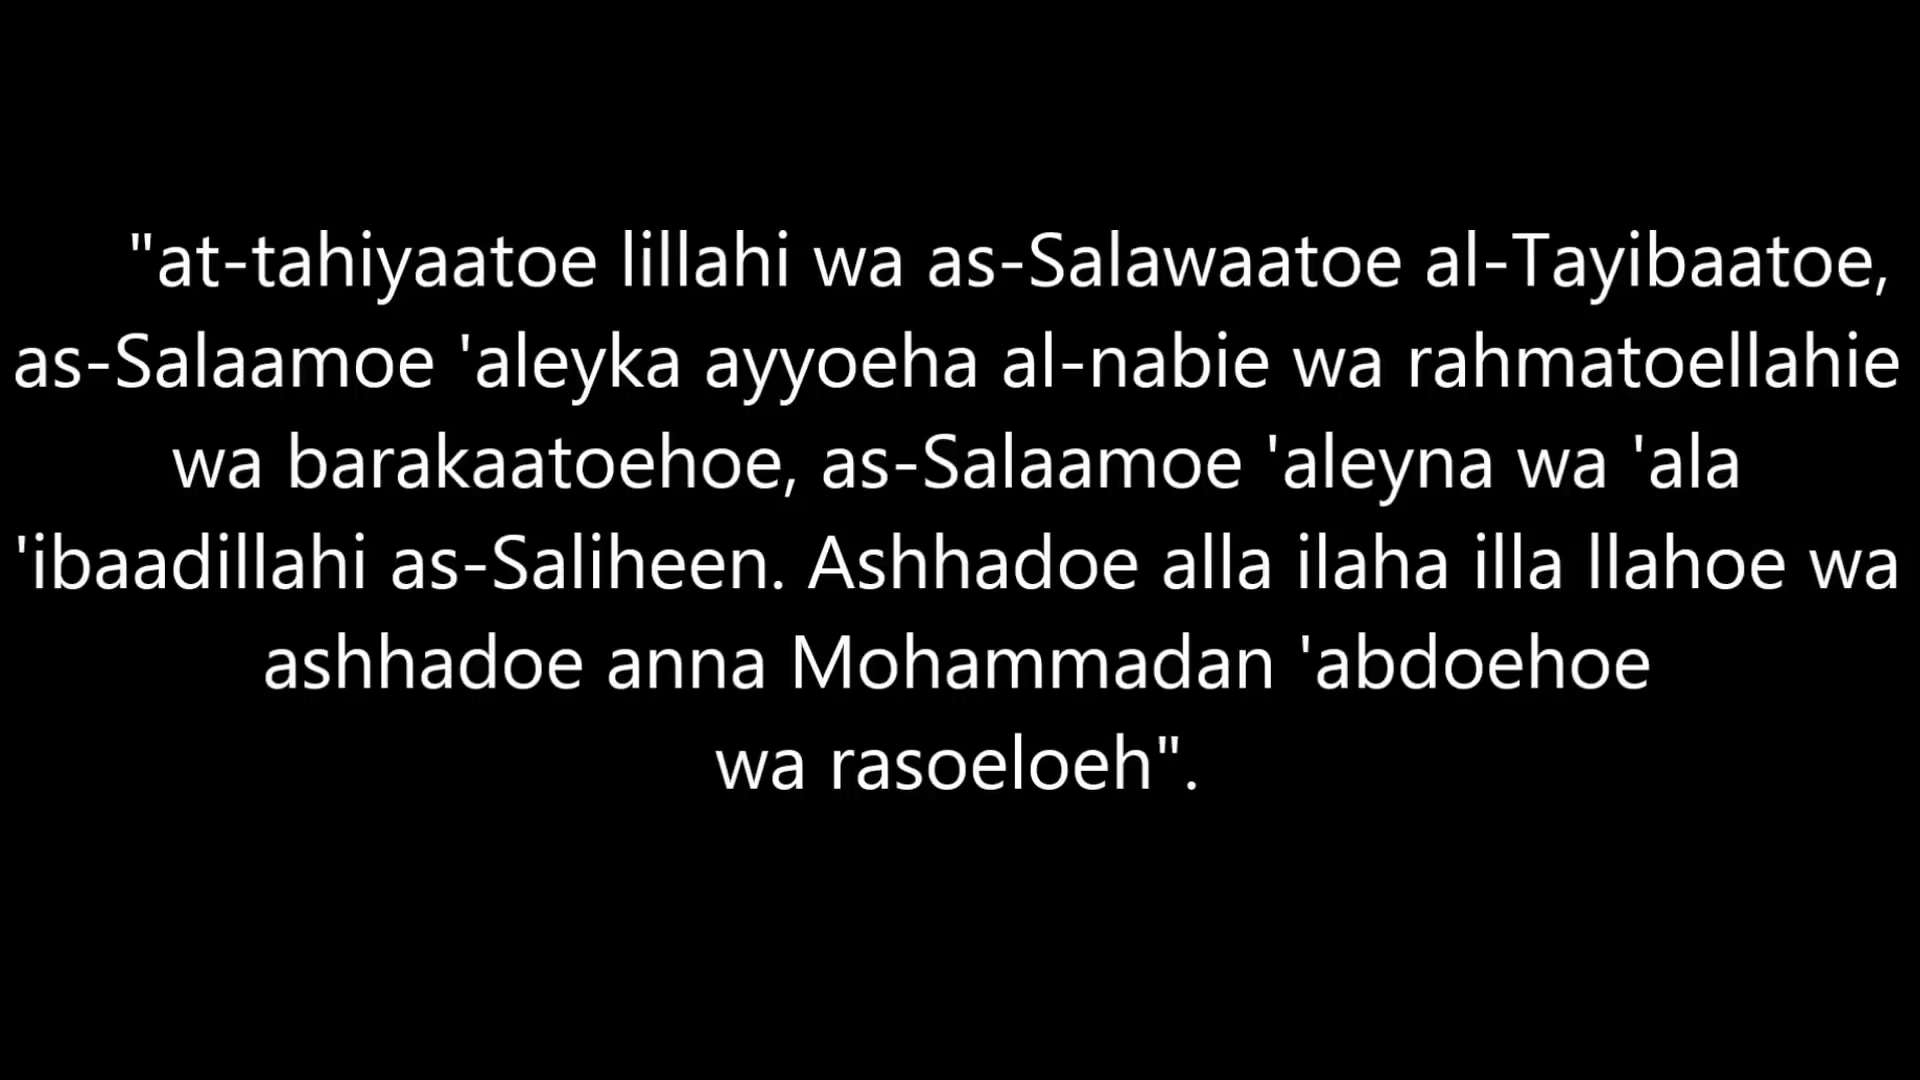 "at-tahiyaatoe lillahi wa as-Salawaatoe al-Tayibaatoe,
as-Salaamoe 'aleyka ayyoeha al-nabie wa rahmatoellahie
wa barakaatoehoe, as-Salaamoe 'aleyna wa 'ala
'ibaadillahi as-Saliheen. Ashhadoe alla ilaha illa llahoe wa
ashhadoe anna Mohammadan 'abdoehoe
wa rasoeloeh".